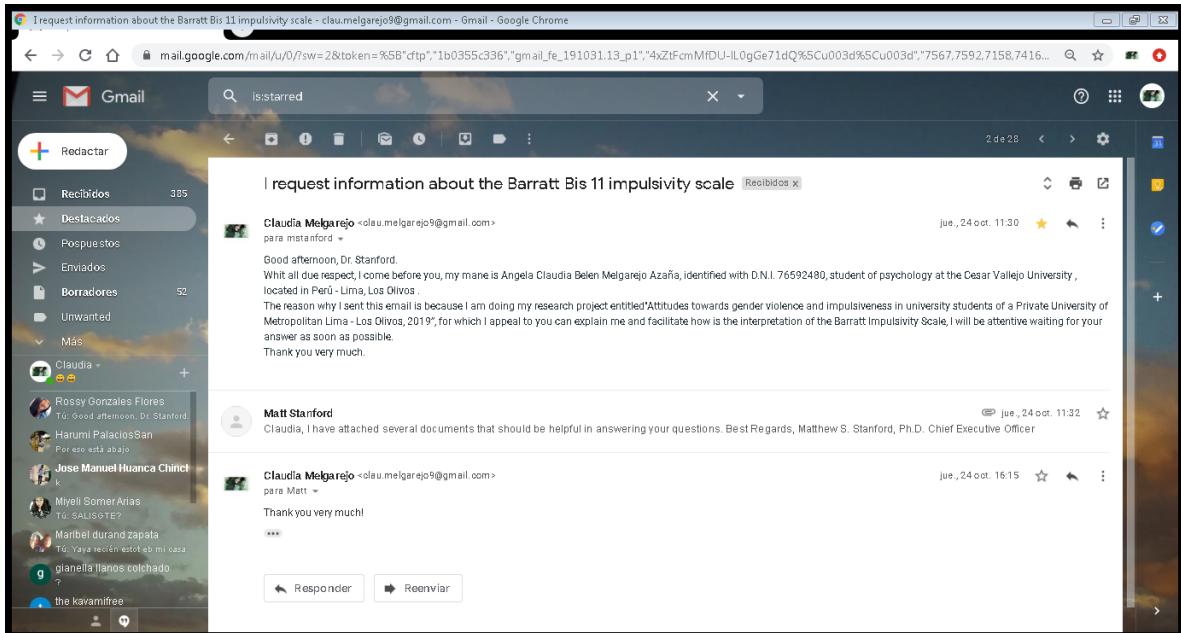 I request information about the Barratt Bis 11 impulsivity scale - clau.melgarejo9@gmail.com - Gmail - Google Chrome
mail.google.com/mail/u/0/?sw=2&token=%5B"cftp","1b0355c336","gmail_fe_191031.13_p1","4xZtFcmMfDU-IL0gGe71dQ%5Cu003d%5Cu003d","7567,7592,7158,7416...
Gmail
is:starred
Redactar
2 de 28
Recibidos 385
Destacados
Pospuestos
Enviados
Borradores 52
Unwanted
Más
Claudia
Rossy Gonzales Flores
Tú: Good afternoon, Dr. Stanford.
Harumi PalaciosSan
Por eso está abajo
Jose Manuel Huanca Chincl
k
Miyeli Somer Arias
Tú: SALISGTE?
Maribel durand zapata
Tú: Yaya recién estot eb mi casa
g
gianella llanos colchado
?
the kavamifree
I request information about the Barratt Bis 11 impulsivity scale Recibidos x
Claudia Melgarejo <clau.melgarejo9@gmail.com> jue., 24 oct. 11:30
para mstanford
Good afternoon, Dr. Stanford.
Whit all due respect, I come before you, my mane is Angela Claudia Belen Melgarejo Azaña, identified with D.N.I. 76592480, student of psychology at the Cesar Vallejo University ,
located in Perú - Lima, Los Olivos .
The reason why I sent this email is because I am doing my research project entitled"Attitudes towards gender violence and impulsiveness in university students of a Private University of
Metropolitan Lima - Los Olivos, 2019", for which I appeal to you can explain me and facilitate how is the interpretation of the Barratt Impulsivity Scale, I will be attentive waiting for your
answer as soon as possible.
Thank you very much.
Matt Stanford jue., 24 oct. 11:32
Claudia, I have attached several documents that should be helpful in answering your questions. Best Regards, Matthew S. Stanford, Ph.D. Chief Executive Officer
Claudia Melgarejo <clau.melgarejo9@gmail.com> jue., 24 oct. 16:15
para Matt
Thank you very much!
Responder Reenviar
31